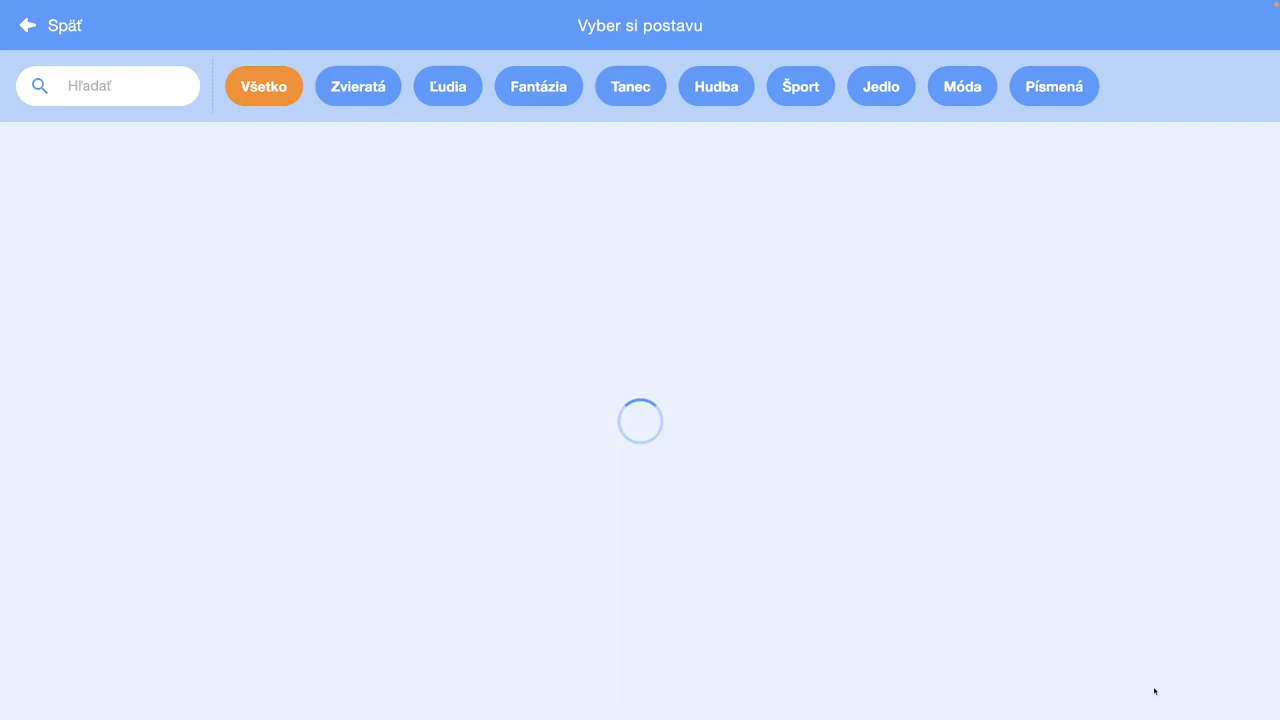 Späť
Vyber si postavu
Hľadať
Všetko
Zvieratá
Ľudia
Fantázia
Tanec
Hudba
Šport
Jedlo
Móda
Písmená